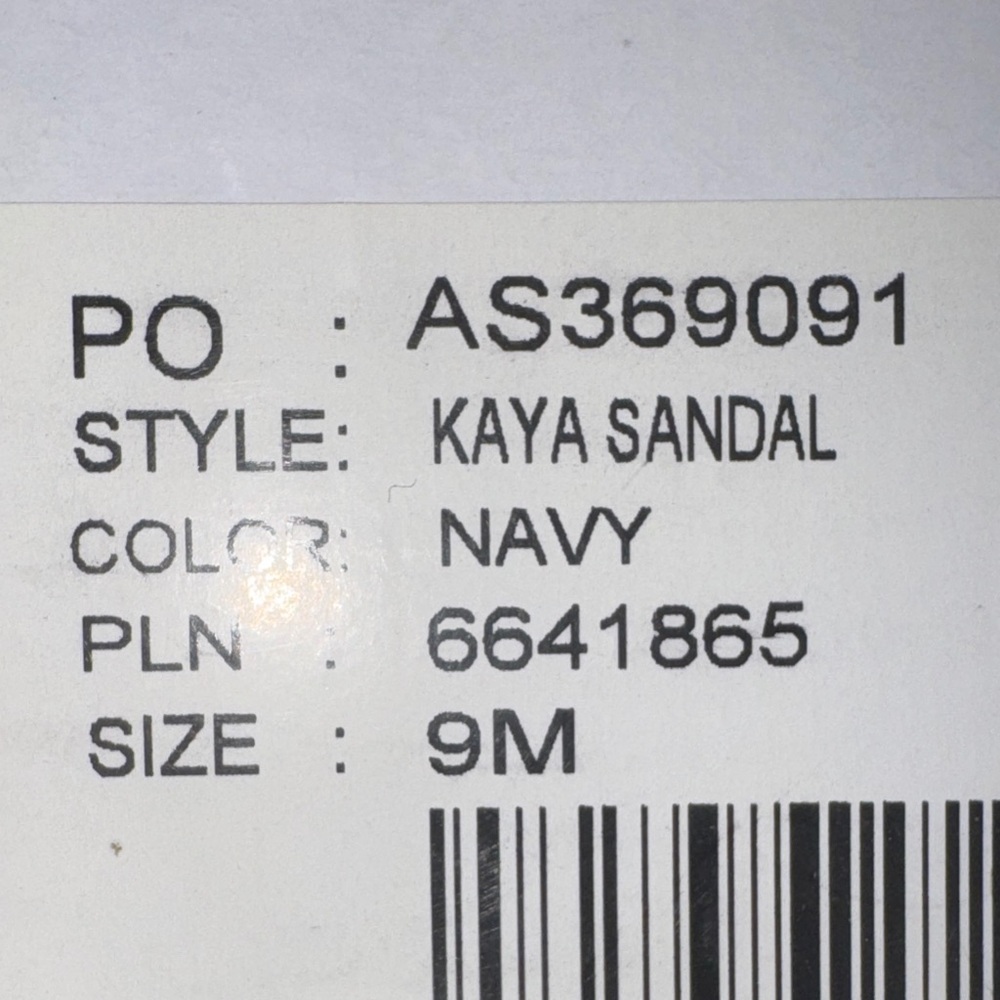 PO : AS369091
STYLE: KAYA SANDAL
COLOR: NAVY
PLN : 6641865
SIZE : 9M